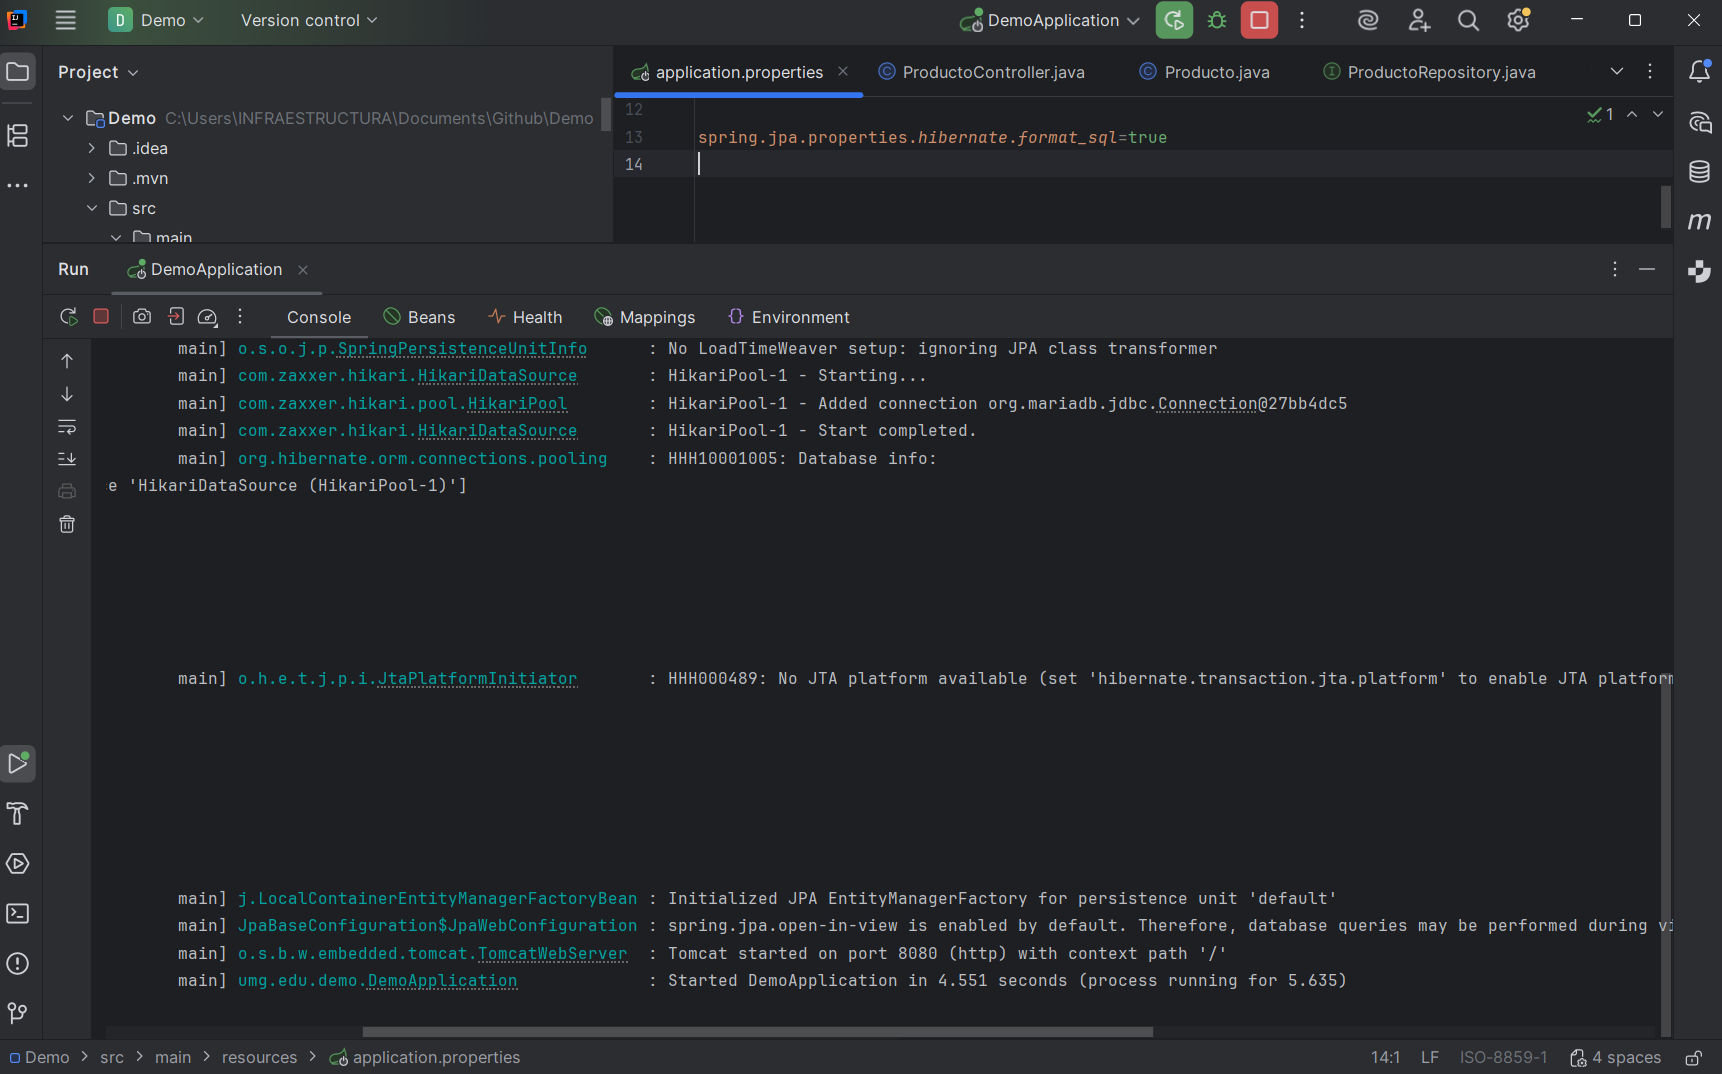 D Demo Version control DemoApplication
Project application.properties ProductoController.java Producto.java ProductoRepository.java
Demo C:\Users\INFRAESTRUCTURA\Documents\Github\Demo
.idea
.mvn
src
main
12
13 spring.jpa.properties.hibernate.format_sql=true
14
1
Run DemoApplication
Console Beans Health Mappings Environment
main] o.s.o.j.p.SpringPersistenceUnitInfo : No LoadTimeWeaver setup: ignoring JPA class transformer
main] com.zaxxer.hikari.HikariDataSource : HikariPool-1 - Starting...
main] com.zaxxer.hikari.pool.HikariPool : HikariPool-1 - Added connection org.mariadb.jdbc.Connection@27bb4dc5
main] com.zaxxer.hikari.HikariDataSource : HikariPool-1 - Start completed.
main] org.hibernate.orm.connections.pooling : HHH10001005: Database info:
e 'HikariDataSource (HikariPool-1)']
main] o.h.e.t.j.p.i.JtaPlatformInitiator : HHH000489: No JTA platform available (set 'hibernate.transaction.jta.platform' to enable JTA platform
main] j.LocalContainerEntityManagerFactoryBean : Initialized JPA EntityManagerFactory for persistence unit 'default'
main] JpaBaseConfiguration$JpaWebConfiguration : spring.jpa.open-in-view is enabled by default. Therefore, database queries may be performed during vi
main] o.s.b.w.embedded.tomcat.TomcatWebServer : Tomcat started on port 8080 (http) with context path '/'
main] umg.edu.demo.DemoApplication : Started DemoApplication in 4.551 seconds (process running for 5.635)
Demo > src > main > resources > application.properties 14:1 LF ISO-8859-1 4 spaces